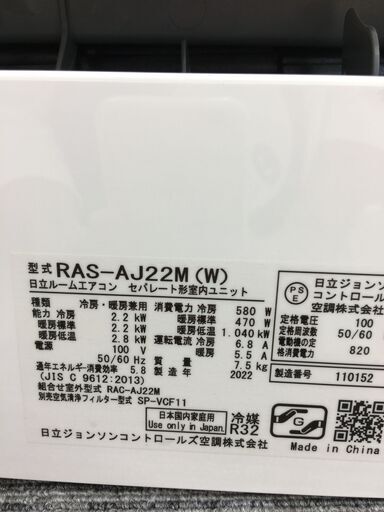 型式 RAS-AJ22M(W)
日立ルームエアコン セパレート形室内ユニット
種類 冷房・暖房兼用
能力 冷房 2.2 kW
暖房標準 2.2 kW
暖房低温 2.8 kW
電源 100 V
50/60 Hz
通年エネルギー消費効率 5.8
(JIS C 9612:2013)
消費電力 冷房 580 W
暖房標準 470 W
暖房低温 1.040 kW
運転電流 冷房 6.8 A
暖房 5.5 A
質量 7.5 kg
製造年 2022
組合せ室外型式 RAC-AJ22M
別売空気清浄フィルター型式 SP-VCF11
日本国内家庭用
Use only in Japan.
冷媒
R32
日立ジョンソンコントロールズ空調株式会社
PS
E
日立ジョンソン
コントロール
空調株式会
定格電圧 100
定格周波数 50/60
電動機の定
格消費電力 820
製造番号 110152
G
Made in China